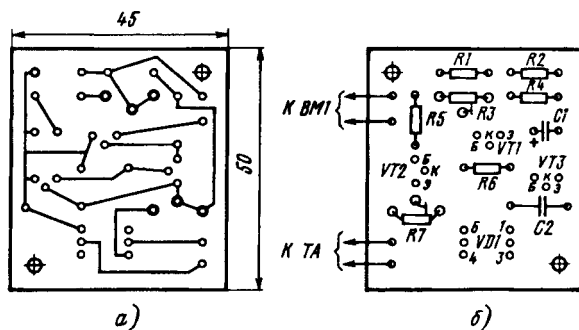 45
50
а)
К ВМ1
К ТА
R1
R2
R4
R3
C1
+
R5
К Э
Б VT1
Б
VT2 К
Э
VT3
Б К Э
R6
R7
C2
Б 1
VD1
4 3
б)